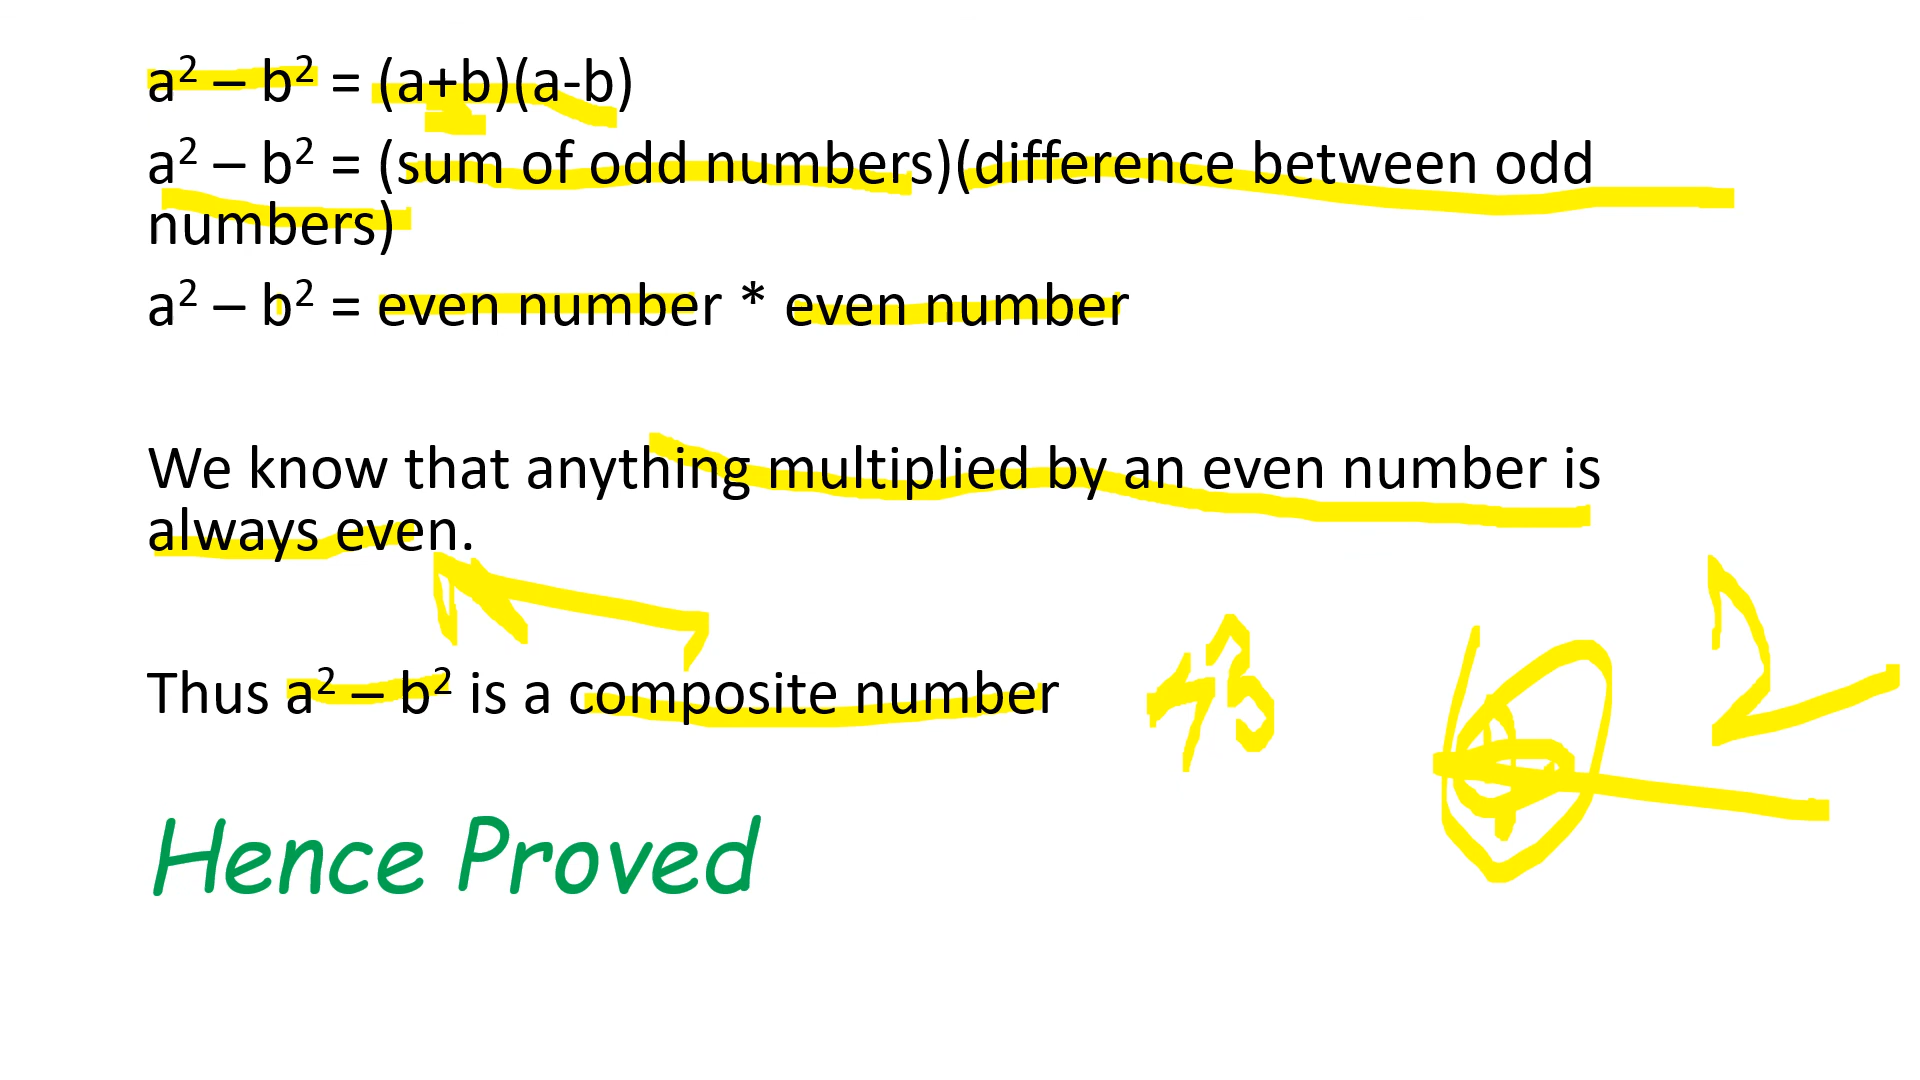 a² – b² = (a+b)(a-b)
a² – b² = (sum of odd numbers)(difference between odd
numbers)
a² – b² = even number * even number
We know that anything multiplied by an even number is
always even.
Thus a² – b² is a composite number
Hence Proved